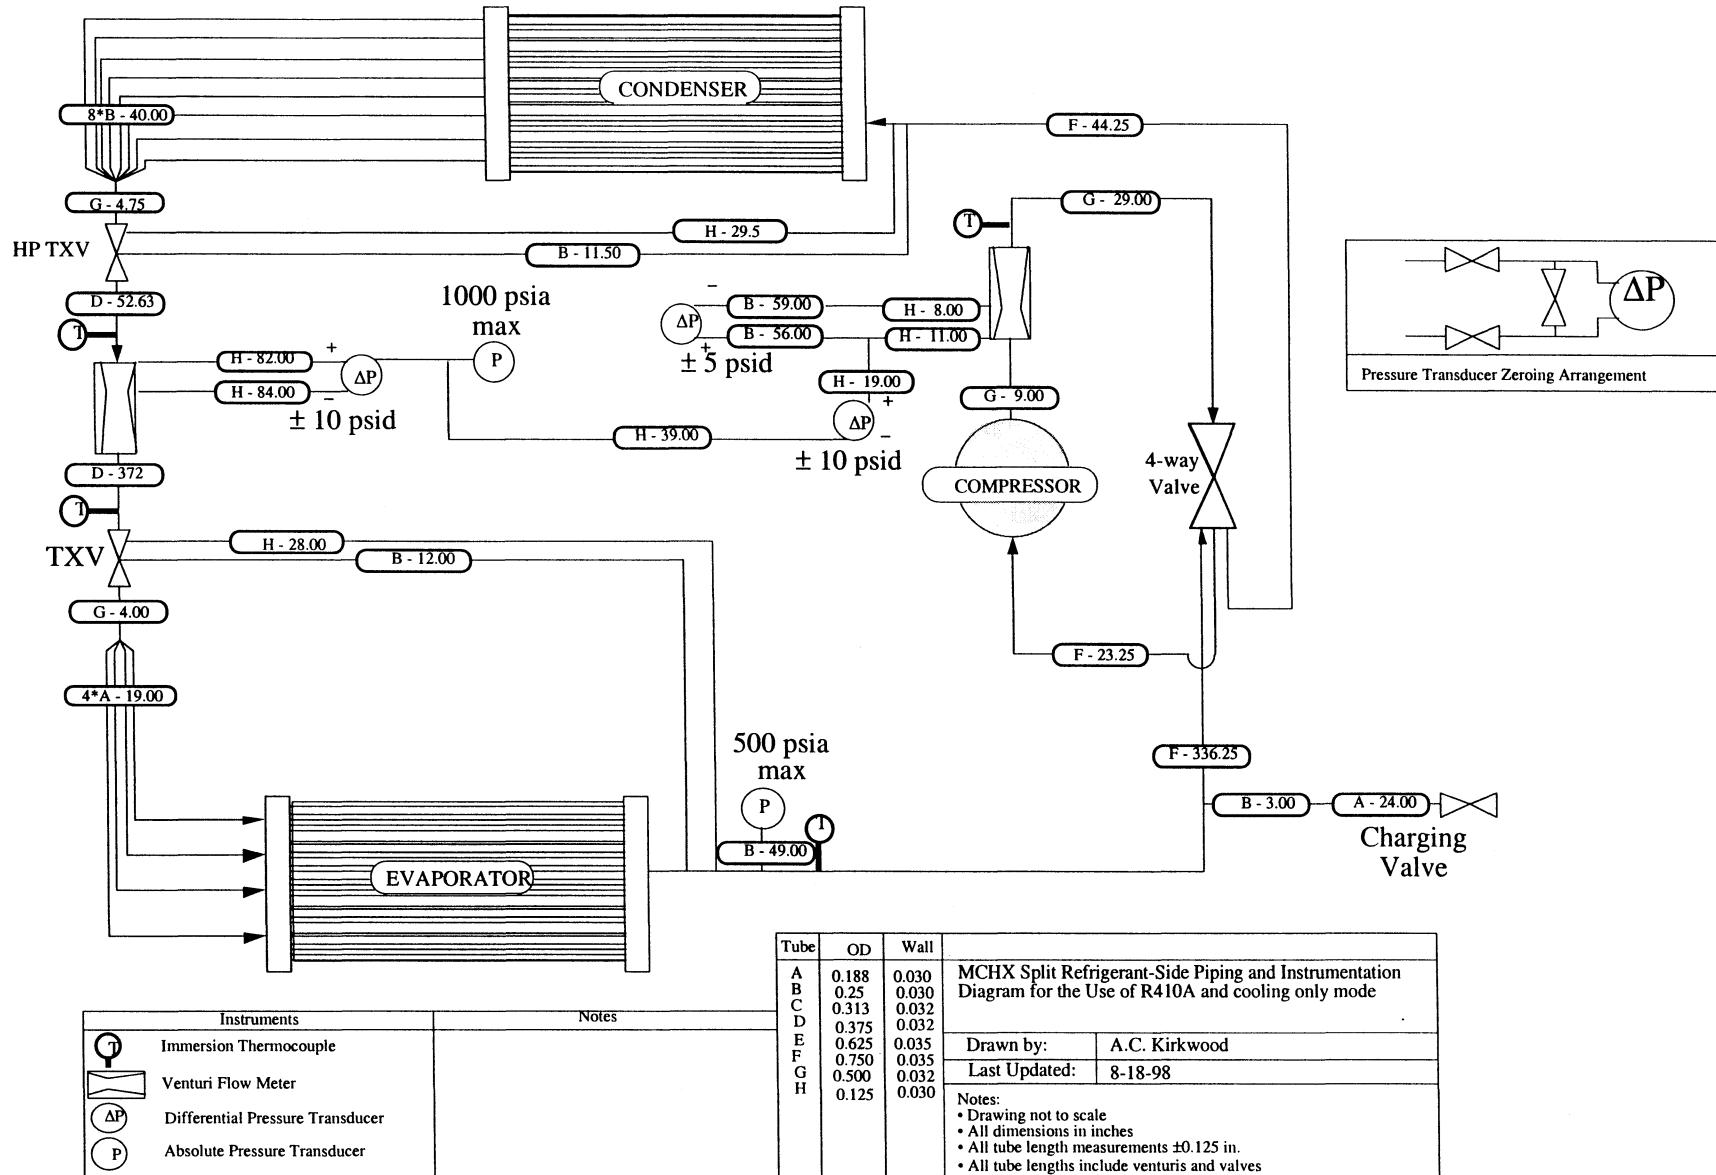 CONDENSER
8*B - 40.00
F - 44.25
G - 4.75
G - 29.00
T
H - 29.5
HP TXV
B - 11.50
D - 52.63
1000 psia
max
T
P
B - 59.00
H - 8.00
ΔP
B - 56.00
H - 11.00
− 
+
± 5 psid
ΔP
Pressure Transducer Zeroing Arrangement
H - 82.00
+
ΔP
H - 84.00
−
± 10 psid
H - 19.00
+
ΔP
−
± 10 psid
H - 39.00
G - 9.00
COMPRESSOR
4-way
Valve
D - 372
T
TXV
H - 28.00
B - 12.00
G - 4.00
F - 23.25
4*A - 19.00
500 psia
max
P
T
B - 49.00
F - 336.25
B - 3.00
A - 24.00
Charging
Valve
EVAPORATOR
Tube OD Wall
A 0.188 0.030
B 0.25 0.030
C 0.313 0.032
D 0.375 0.032
E 0.625 0.035
F 0.750 0.035
G 0.500 0.032
H 0.125 0.030
MCHX Split Refrigerant-Side Piping and Instrumentation
Diagram for the Use of R410A and cooling only mode
Drawn by: A.C. Kirkwood
Last Updated: 8-18-98
Notes:
• Drawing not to scale
• All dimensions in inches
• All tube length measurements ±0.125 in.
• All tube lengths include venturis and valves
Instruments Notes
T Immersion Thermocouple
Venturi Flow Meter
ΔP Differential Pressure Transducer
P Absolute Pressure Transducer